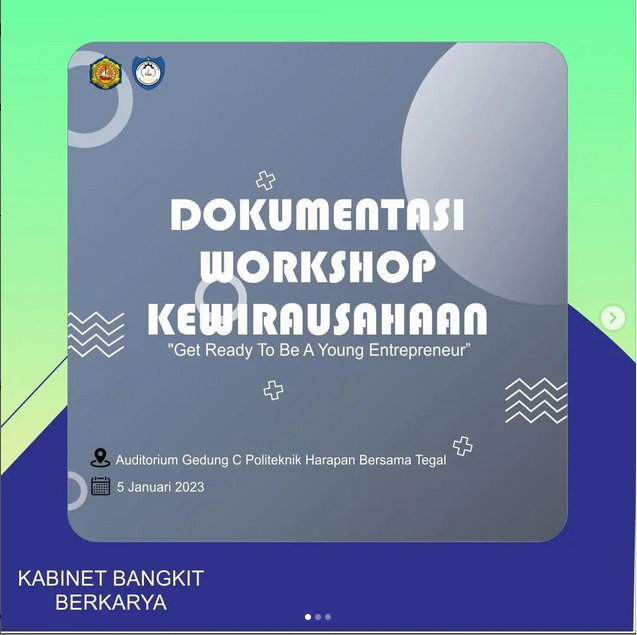 DOKUMENTASI
WORKSHOP
KEWIRAUSAHAAN
"Get Ready To Be A Young Entrepreneur"
Auditorium Gedung C Politeknik Harapan Bersama Tegal
5 Januari 2023
KABINET BANGKIT
BERKARYA